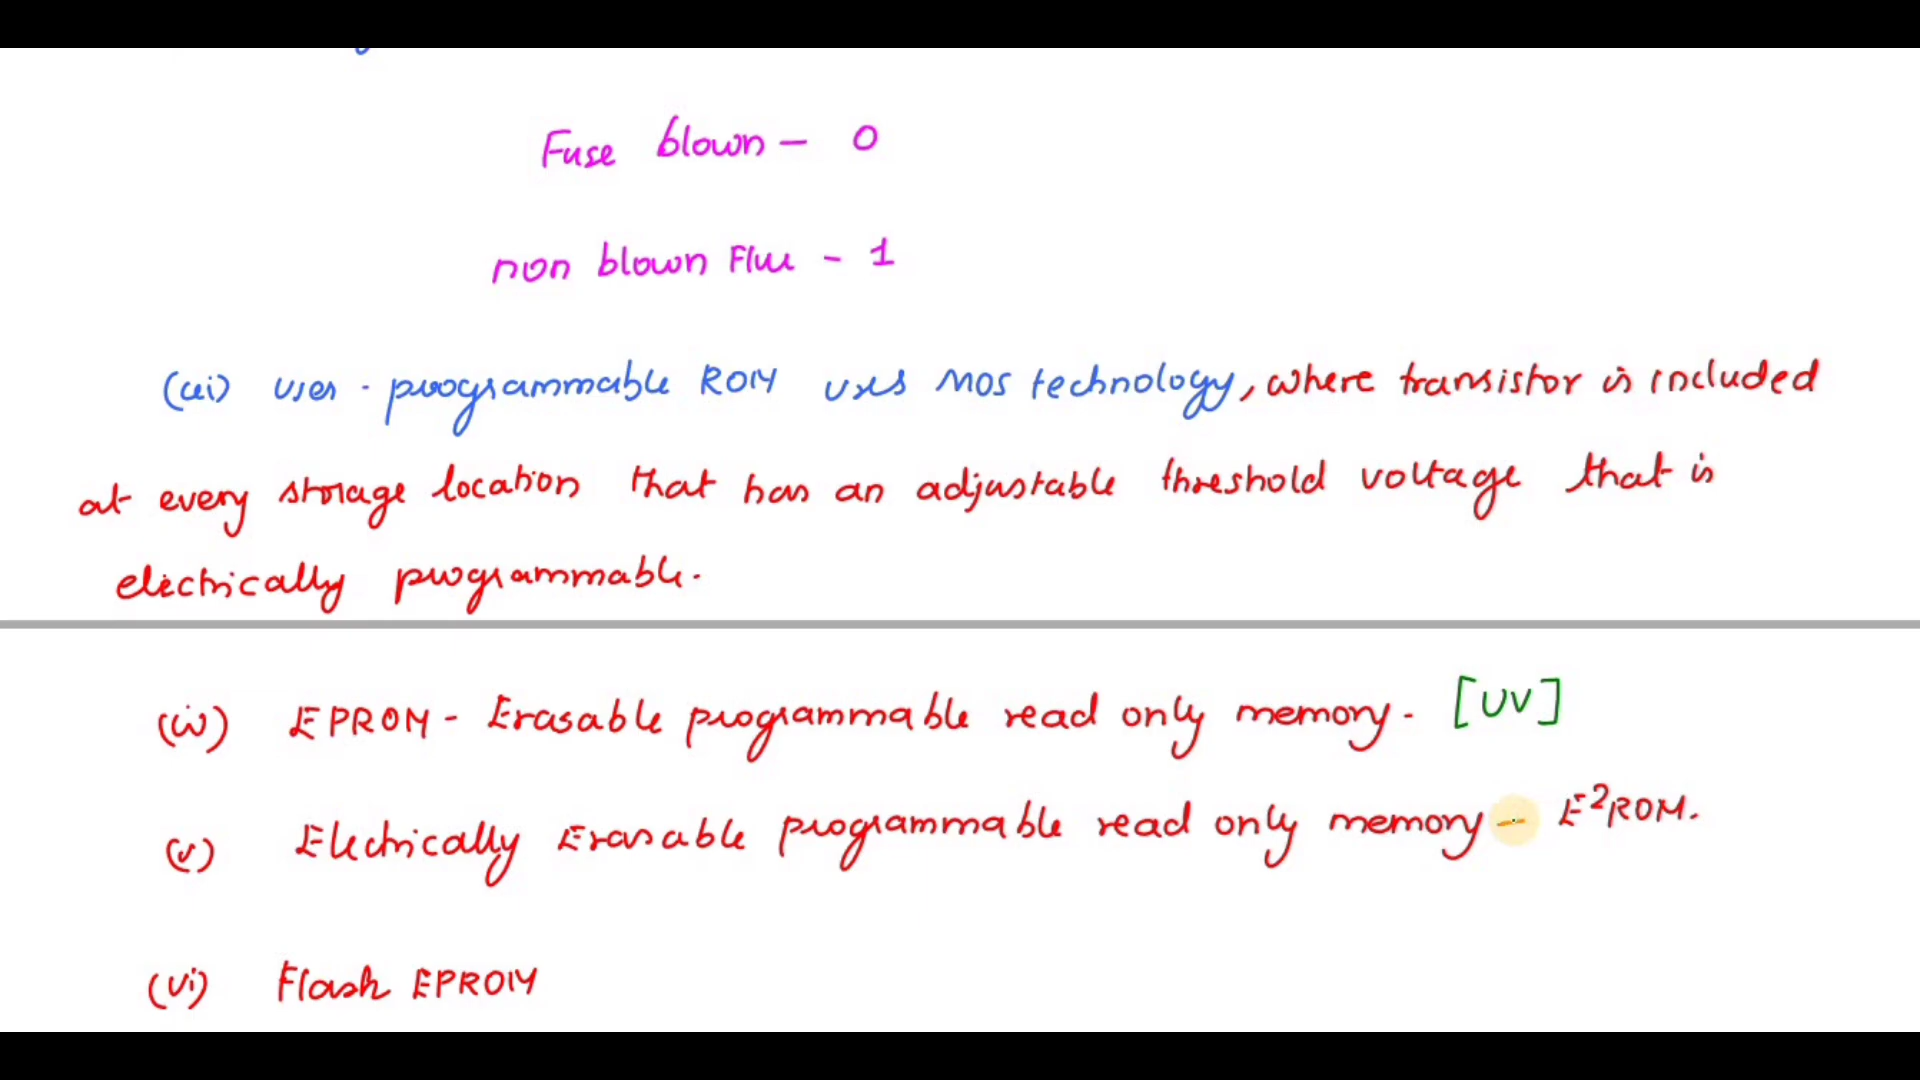 Fuse blown - 0
non blown Fuse - 1
(iii) user-programmable ROM uses MOS technology, where transistor is included
at every storage location that has an adjustable threshold voltage that is
electrically programmable.
(iv) EPROM - Erasable programmable read only memory. [UV]
(v) Electrically Erasable programmable read only memory - E²ROM.
(vi) Flash EPROM